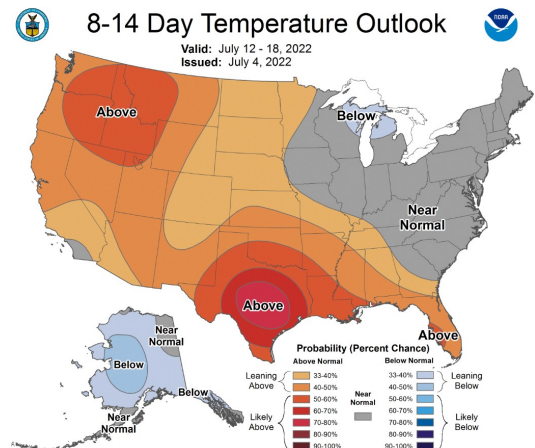 8-14 Day Temperature Outlook
NOAA
Valid: July 12 - 18, 2022
Issued: July 4, 2022
Above
Below
Near
Normal
Above
Above
Near
Normal
Below
Below
Near
Normal
Probability (Percent Chance)
Above Normal Below Normal
Leaning
Above
33-40%
40-50%
Likely
Above
50-60%
60-70%
70-80%
80-90%
90-100%
Near
Normal
33-40%
40-50%
Leaning
Below
50-60%
60-70%
70-80%
80-90%
90-100%
Likely
Below